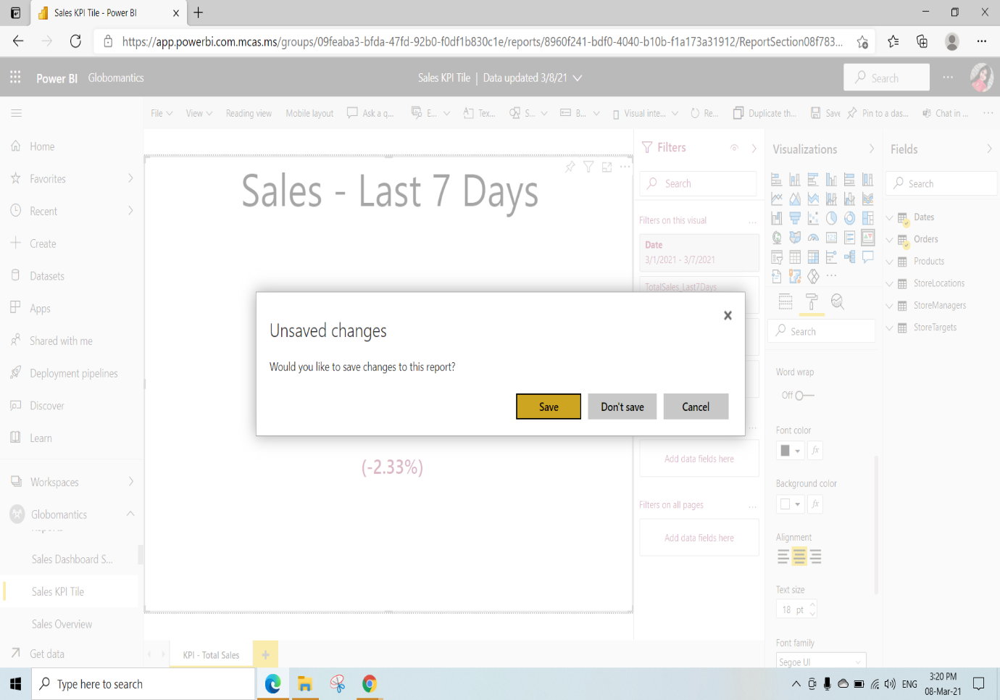 Sales KPI Tile - Power BI
https://app.powerbi.com.mcas.ms/groups/09feaba3-bfda-47fd-92b0-f0df1b830c1e/reports/8960f241-bdf0-4040-b10b-f1a173a31912/ReportSection08f783...
Power BI Globomantics
Sales KPI Tile | Data updated 3/8/21
Search
File View Reading view Mobile layout Ask a q... E... Tex... S... B... Visual inte... Re... Duplicate th... Save Pin to a das... Chat in ...
Home
Favorites
Recent
Create
Datasets
Apps
Shared with me
Deployment pipelines
Discover
Learn
Workspaces
Globomantics
Sales Dashboard S...
Sales KPI Tile
Sales Overview
Get data
Sales - Last 7 Days
(-2.33%)
KPI - Total Sales
Unsaved changes
Would you like to save changes to this report?
Save Don't save Cancel
Filters
Search
Filters on this visual
Date
3/1/2021 - 3/7/2021
TotalSales_Last7Days
Add data fields here
Filters on all pages
Add data fields here
Visualizations
Search
Word wrap
Off
Font color
fx
Background color
fx
Alignment
Text size
18 pt
Font family
Segoe UI
Fields
Search
Dates
Orders
Products
StoreLocations
StoreManagers
StoreTargets
Type here to search
ENG
3:20 PM
08-Mar-21